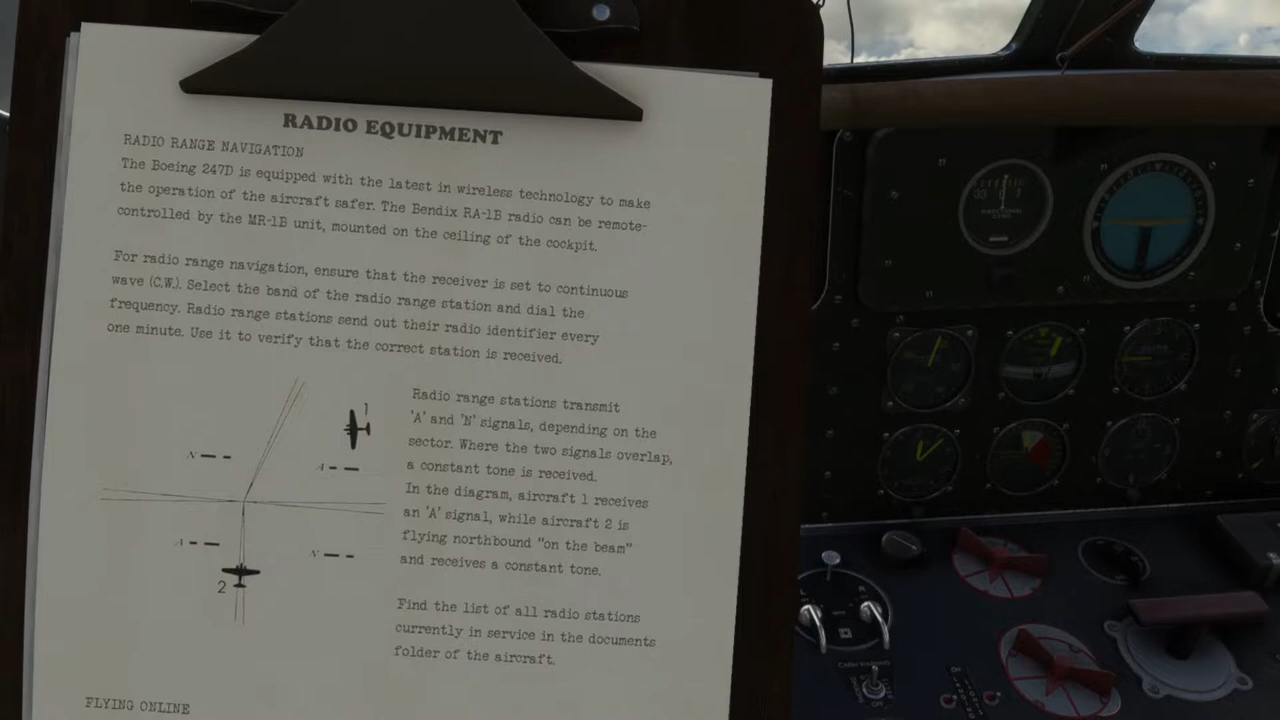 RADIO EQUIPMENT
RADIO RANGE NAVIGATION
The Boeing 247D is equipped with the latest in wireless technology to make
the operation of the aircraft safer. The Bendix RA-1B radio can be remote-
controlled by the MR-1B unit, mounted on the ceiling of the cockpit.
For radio range navigation, ensure that the receiver is set to continuous
wave (C.W.). Select the band of the radio range station and dial the
frequency. Radio range stations send out their radio identifier every
one minute. Use it to verify that the correct station is received.
1
N
A
A
N
2
Radio range stations transmit
'A' and 'N' signals, depending on the
sector. Where the two signals overlap,
a constant tone is received.
In the diagram, aircraft 1 receives
an 'A' signal, while aircraft 2 is
flying northbound "on the beam"
and receives a constant tone.
Find the list of all radio stations
currently in service in the documents
folder of the aircraft.
FLYING ONLINE
33
3
OFF